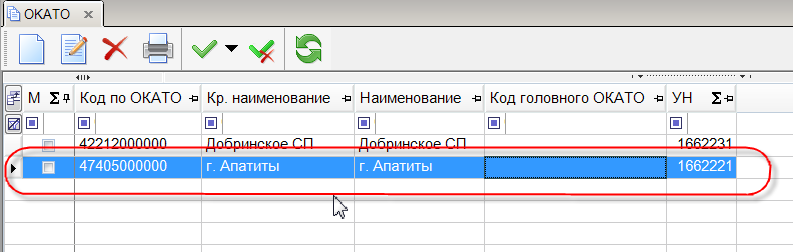 ОКАТО
М Σ Код по ОКАТО Кр. наименование Наименование Код головного ОКАТО УН Σ
42212000000 Добринское СП Добринское СП 1662231
47405000000 г. Апатиты г. Апатиты 1662221